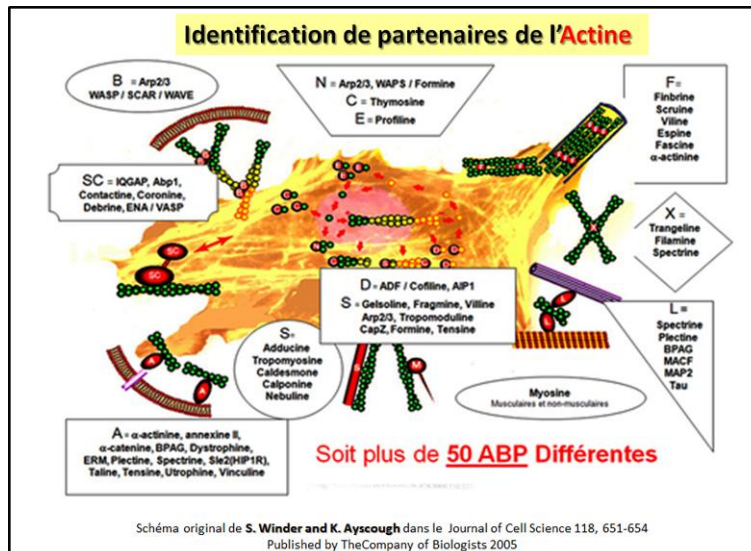 Identification de partenaires de l'Actine
B = Arp2/3
WASP / SCAR / WAVE
N = Arp2/3, WAPS / Formine
C = Thymosine
E = Profiline
F=
Finbrine
Scruine
Viline
Espine
Fascine
α-actinine
SC = IQGAP, Abp1,
Contactine, Coronine,
Debrine, ENA / VASP
X =
Trangeline
Filamine
Spectrine
SC
SC
D = ADF / Cofiline, AIP1
S = Gelsoline, Fragmine, Villine
Arp2/3, Tropomoduline
CapZ, Formine, Tensine
L=
Spectrine
Plectine
BPAG
MACF
MAP2
Tau
S=
Adducine
Tropomyosine
Caldesmone
Calponine
Nebuline
A
A
S
M
L
L
Myosine
Musculaires et non-musculaires
A = α-actinine, annexine II,
α-catenine, BPAG, Dystrophine,
ERM, Plectine, Spectrine, Sle2(HIP1R),
Taline, Tensine, Utrophine, Vinculine
Soit plus de 50 ABP Différentes
Schéma original de S. Winder and K. Ayscough dans le Journal of Cell Science 118, 651-654
Published by TheCompany of Biologists 2005